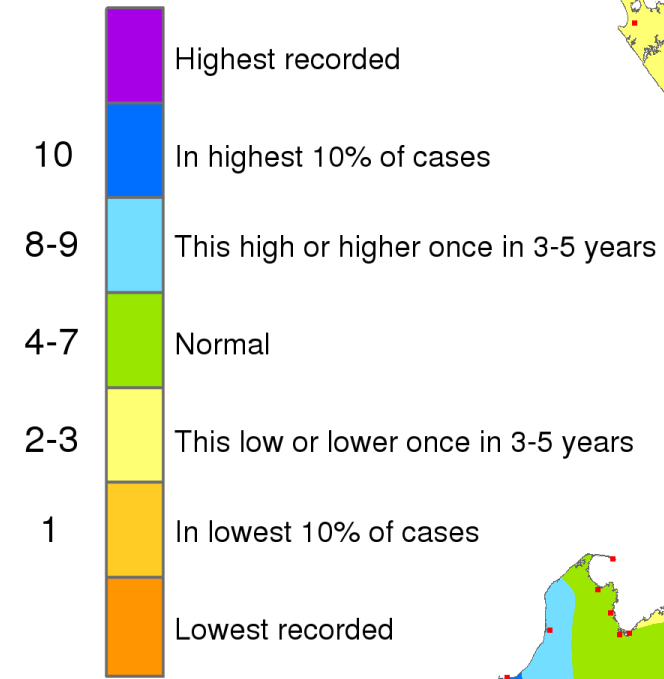 Highest recorded
10 In highest 10% of cases
8-9 This high or higher once in 3-5 years
4-7 Normal
2-3 This low or lower once in 3-5 years
1 In lowest 10% of cases
Lowest recorded